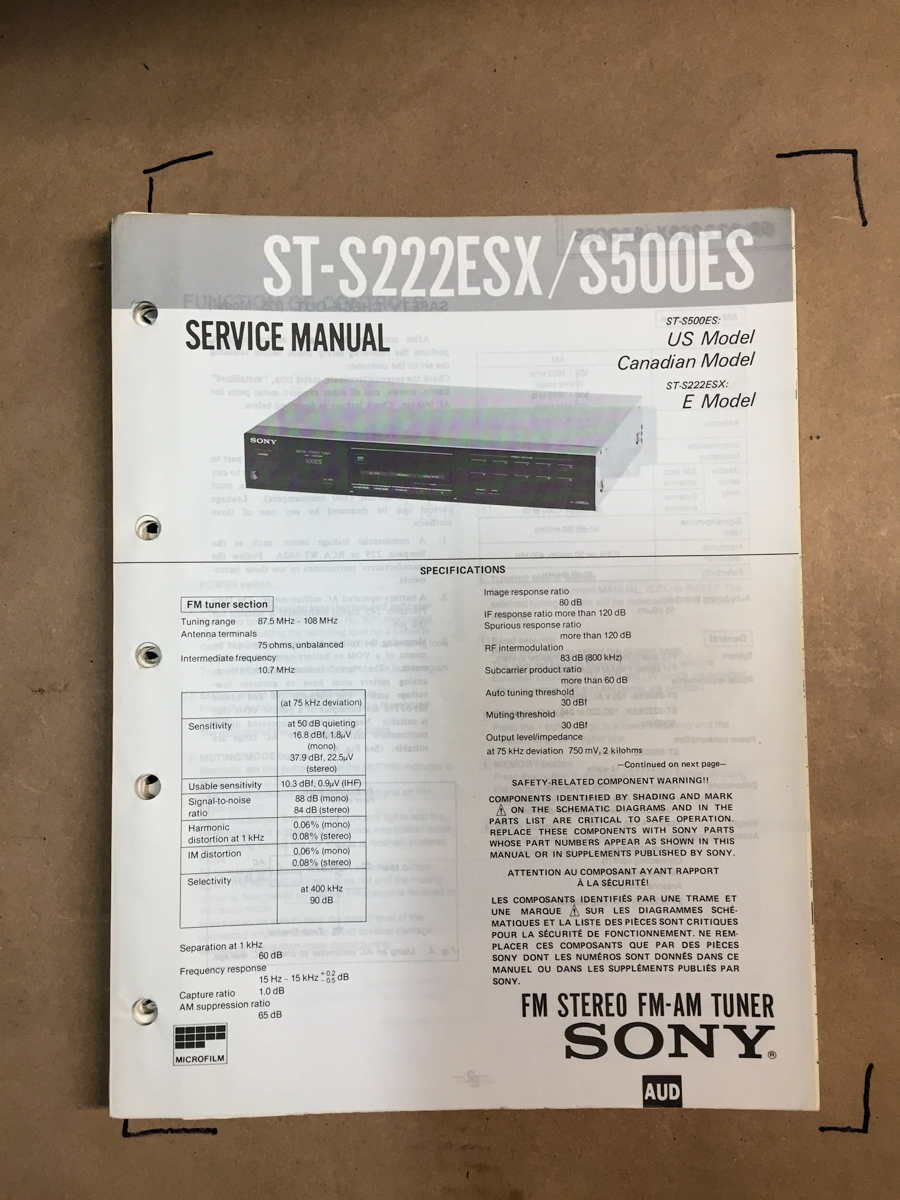 ST-S222ESX/S500ES
SERVICE MANUAL
ST-S500ES:
US Model
Canadian Model
ST-S222ESX:
E Model
SONY
500ES
SPECIFICATIONS
FM tuner section
Tuning range 87.5 MHz – 108 MHz
Antenna terminals
75 ohms, unbalanced
Intermediate frequency
10.7 MHz
(at 75 kHz deviation)
Sensitivity
at 50 dB quieting
16.8 dBf, 1.8μV
(mono)
37.9 dBf, 22.5μV
(stereo)
Usable sensitivity 10.3 dBf, 0.9μV (IHF)
Signal-to-noise ratio
88 dB (mono)
84 dB (stereo)
Harmonic distortion at 1 kHz
0.06% (mono)
0.08% (stereo)
IM distortion
0.06% (mono)
0.08% (stereo)
Selectivity
at 400 kHz
90 dB
Separation at 1 kHz
60 dB
Frequency response
15 Hz – 15 kHz +0.2 −0.5 dB
Capture ratio 1.0 dB
AM suppression ratio
65 dB
MICROFILM
Image response ratio
80 dB
IF response ratio more than 120 dB
Spurious response ratio
more than 120 dB
RF intermodulation
83 dB (800 kHz)
Subcarrier product ratio
more than 60 dB
Auto tuning threshold
30 dBf
Muting threshold
30 dBf
Output level/impedance
at 75 kHz deviation 750 mV, 2 kilohms
—Continued on next page—
SAFETY-RELATED COMPONENT WARNING!!
COMPONENTS IDENTIFIED BY SHADING AND MARK
⚠ ON THE SCHEMATIC DIAGRAMS AND IN THE
PARTS LIST ARE CRITICAL TO SAFE OPERATION.
REPLACE THESE COMPONENTS WITH SONY PARTS
WHOSE PART NUMBERS APPEAR AS SHOWN IN THIS
MANUAL OR IN SUPPLEMENTS PUBLISHED BY SONY.
ATTENTION AU COMPOSANT AYANT RAPPORT
À LA SÉCURITÉ!
LES COMPOSANTS IDENTIFIÉS PAR UNE TRAME ET
UNE MARQUE ⚠ SUR LES DIAGRAMMES SCHÉ-
MATIQUES ET LA LISTE DES PIÈCES SONT CRITIQUES
POUR LA SÉCURITÉ DE FONCTIONNEMENT. NE REM-
PLACER CES COMPOSANTS QUE PAR DES PIÈCES
SONY DONT LES NUMÉROS SONT DONNÉS DANS CE
MANUEL OU DANS LES SUPPLÉMENTS PUBLIÉS PAR
SONY.
FM STEREO FM-AM TUNER
SONY®
AUD